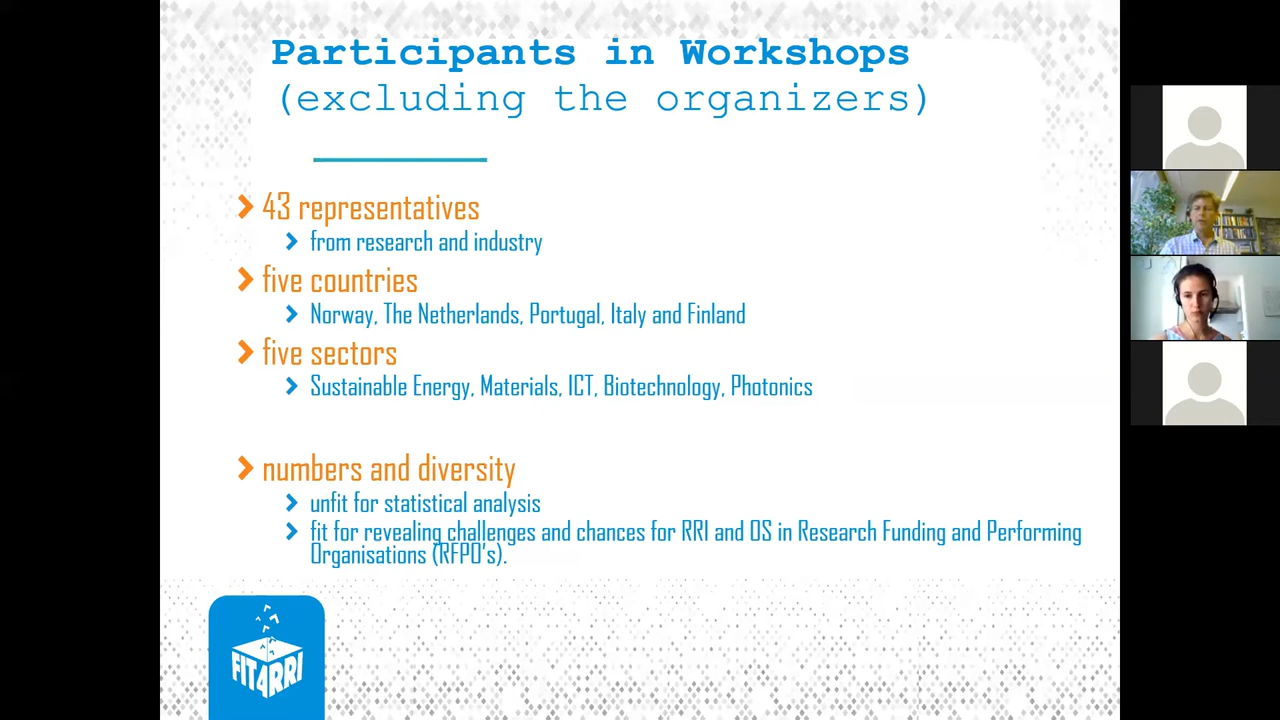 Participants in Workshops
(excluding the organizers)
43 representatives
from research and industry
five countries
Norway, The Netherlands, Portugal, Italy and Finland
five sectors
Sustainable Energy, Materials, ICT, Biotechnology, Photonics
numbers and diversity
unfit for statistical analysis
fit for revealing challenges and chances for RRI and OS in Research Funding and Performing
Organisations (RFPO's).
FIT4RRI